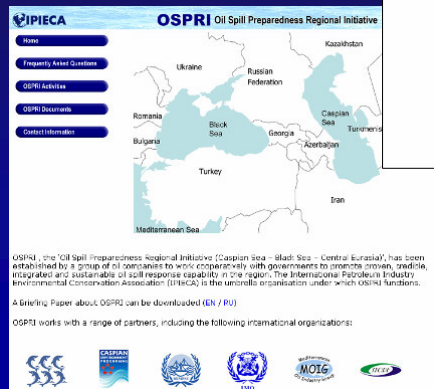 IPIECA
OSPRI Oil Spill Preparedness Regional Initiative
Home
Frequently Asked Questions
OSPRI Activities
OSPRI Documents
Contact Information
Kazakhstan
Ukraine
Russian
Federation
Romania
Black
Sea
Caspian
Sea
Turkmenis
Bulgaria
Georgia
Azerbaijan
Turkey
Iran
Mediterranean Sea
OSPRI , the 'Oil Spill Preparedness Regional Initiative (Caspian Sea – Black Sea – Central Eurasia)', has been
established by a group of oil companies to work cooperatively with governments to promote proven, credible,
integrated and sustainable oil spill response capability in the region. The International Petroleum Industry
Environmental Conservation Association (IPIECA) is the umbrella organisation under which OSPRI functions.
A Briefing Paper about OSPRI can be downloaded (EN / RU)
OSPRI works with a range of partners, including the following international organizations:
CASPIAN
IMO
MOIG